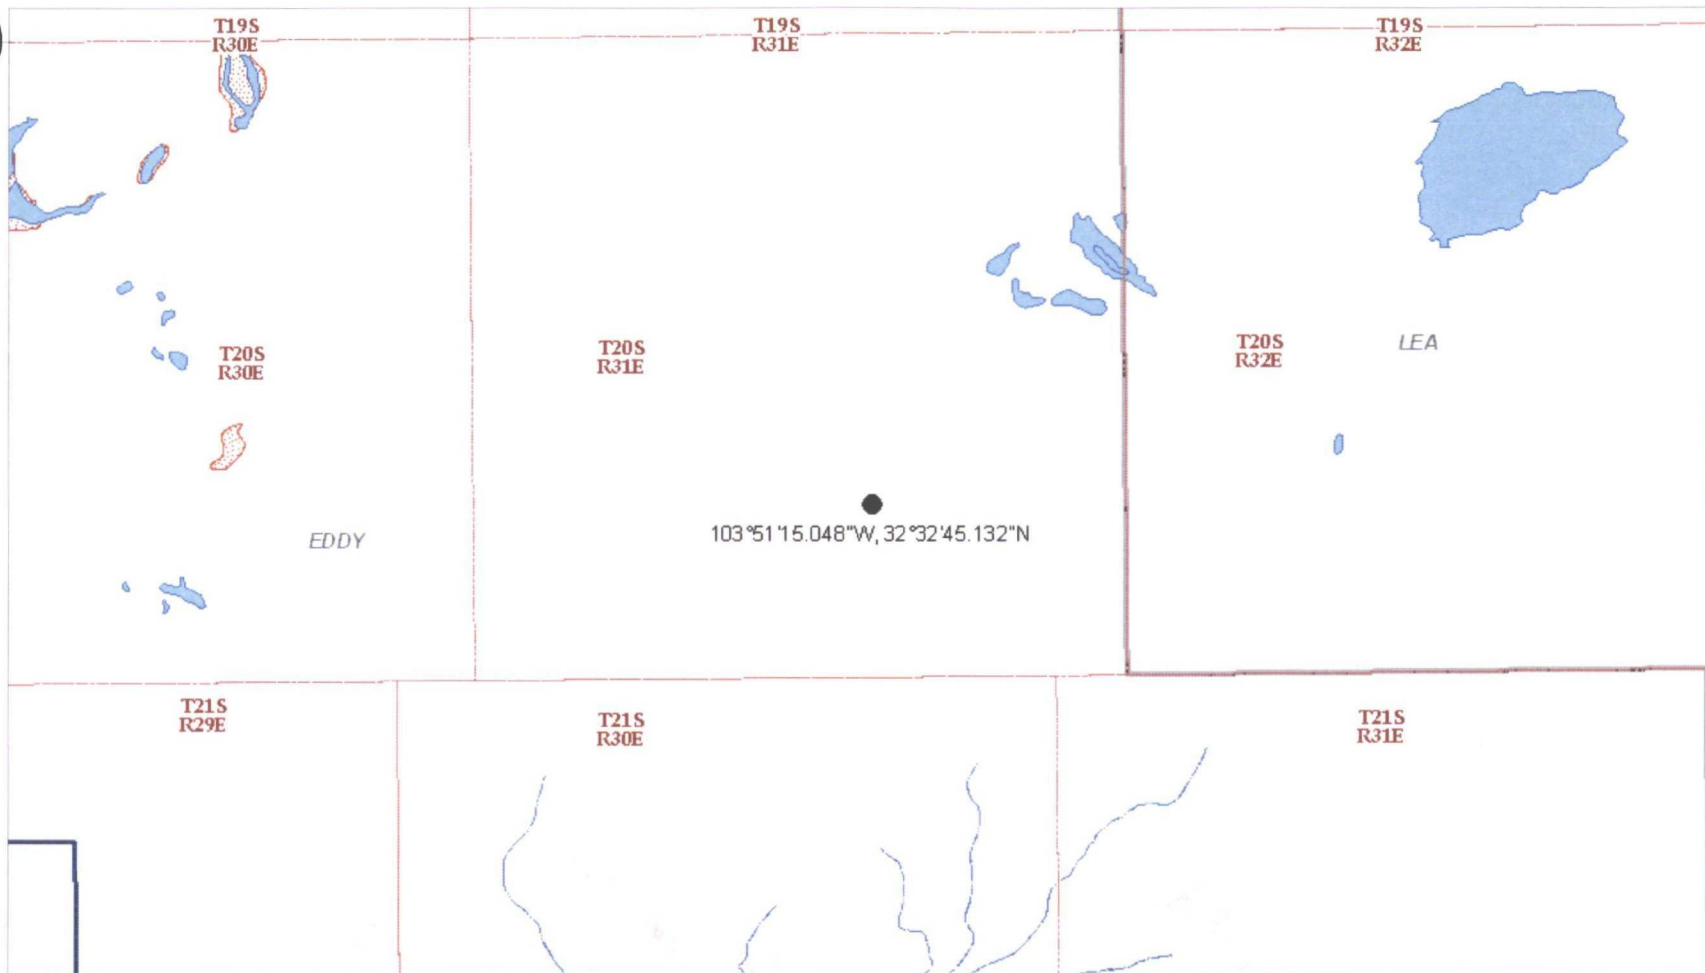 T19S
R30E
T19S
R31E
T19S
R32E
T20S
R30E
T20S
R31E
T20S
R32E
LEA
EDDY
103°51'15.048"W, 32°32'45.132"N
T21S
R29E
T21S
R30E
T21S
R31E